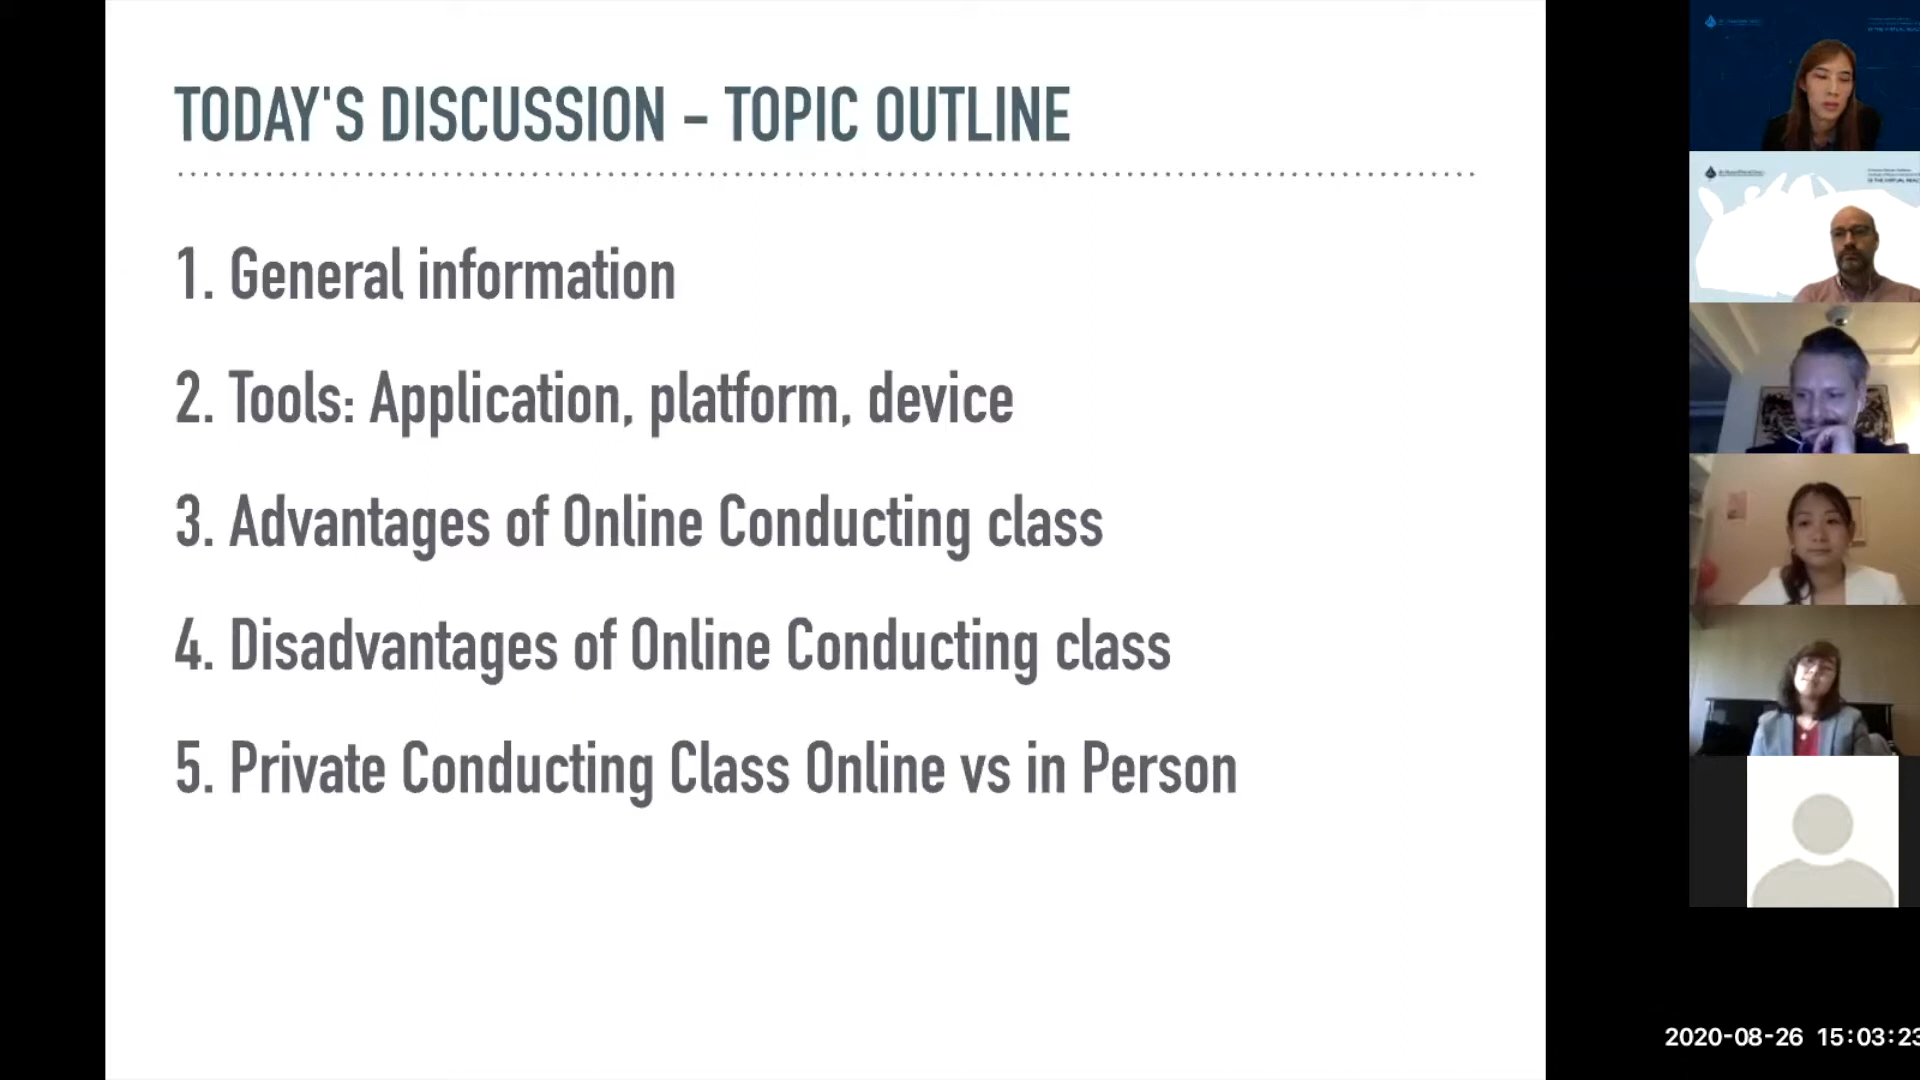 TODAY'S DISCUSSION – TOPIC OUTLINE
1. General information
2. Tools: Application, platform, device
3. Advantages of Online Conducting class
4. Disadvantages of Online Conducting class
5. Private Conducting Class Online vs in Person
2020-08-26 15:03:23